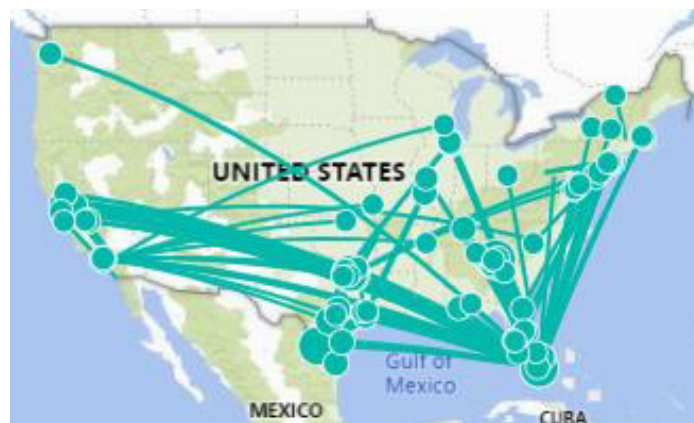 UNITED STATES
Gulf of
Mexico
MEXICO
CUBA